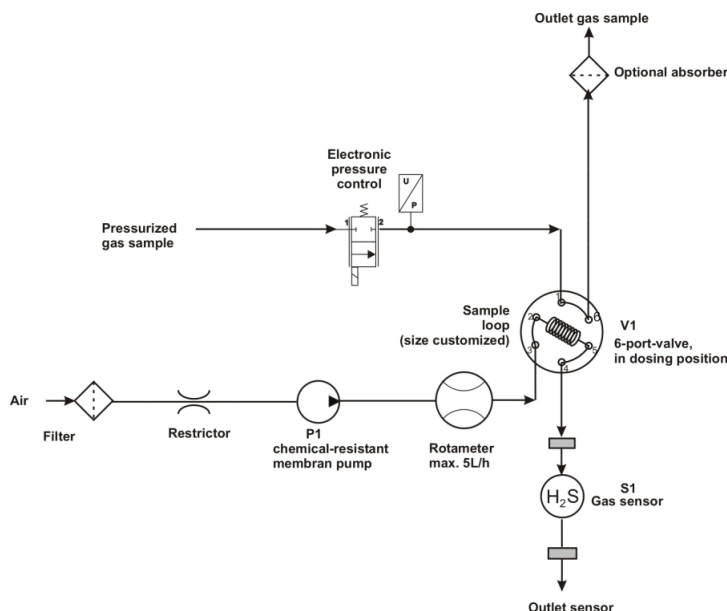 Outlet gas sample
Optional absorber
Electronic
pressure
control
U
P
1
2
Pressurized
gas sample
Sample
loop
(size customized)
1
2
3
4
5
6
V1
6-port-valve,
in dosing position
Air
Filter
Restrictor
P1
chemical-resistant
membran pump
Rotameter
max. 5L/h
H2S
S1
Gas sensor
Outlet sensor